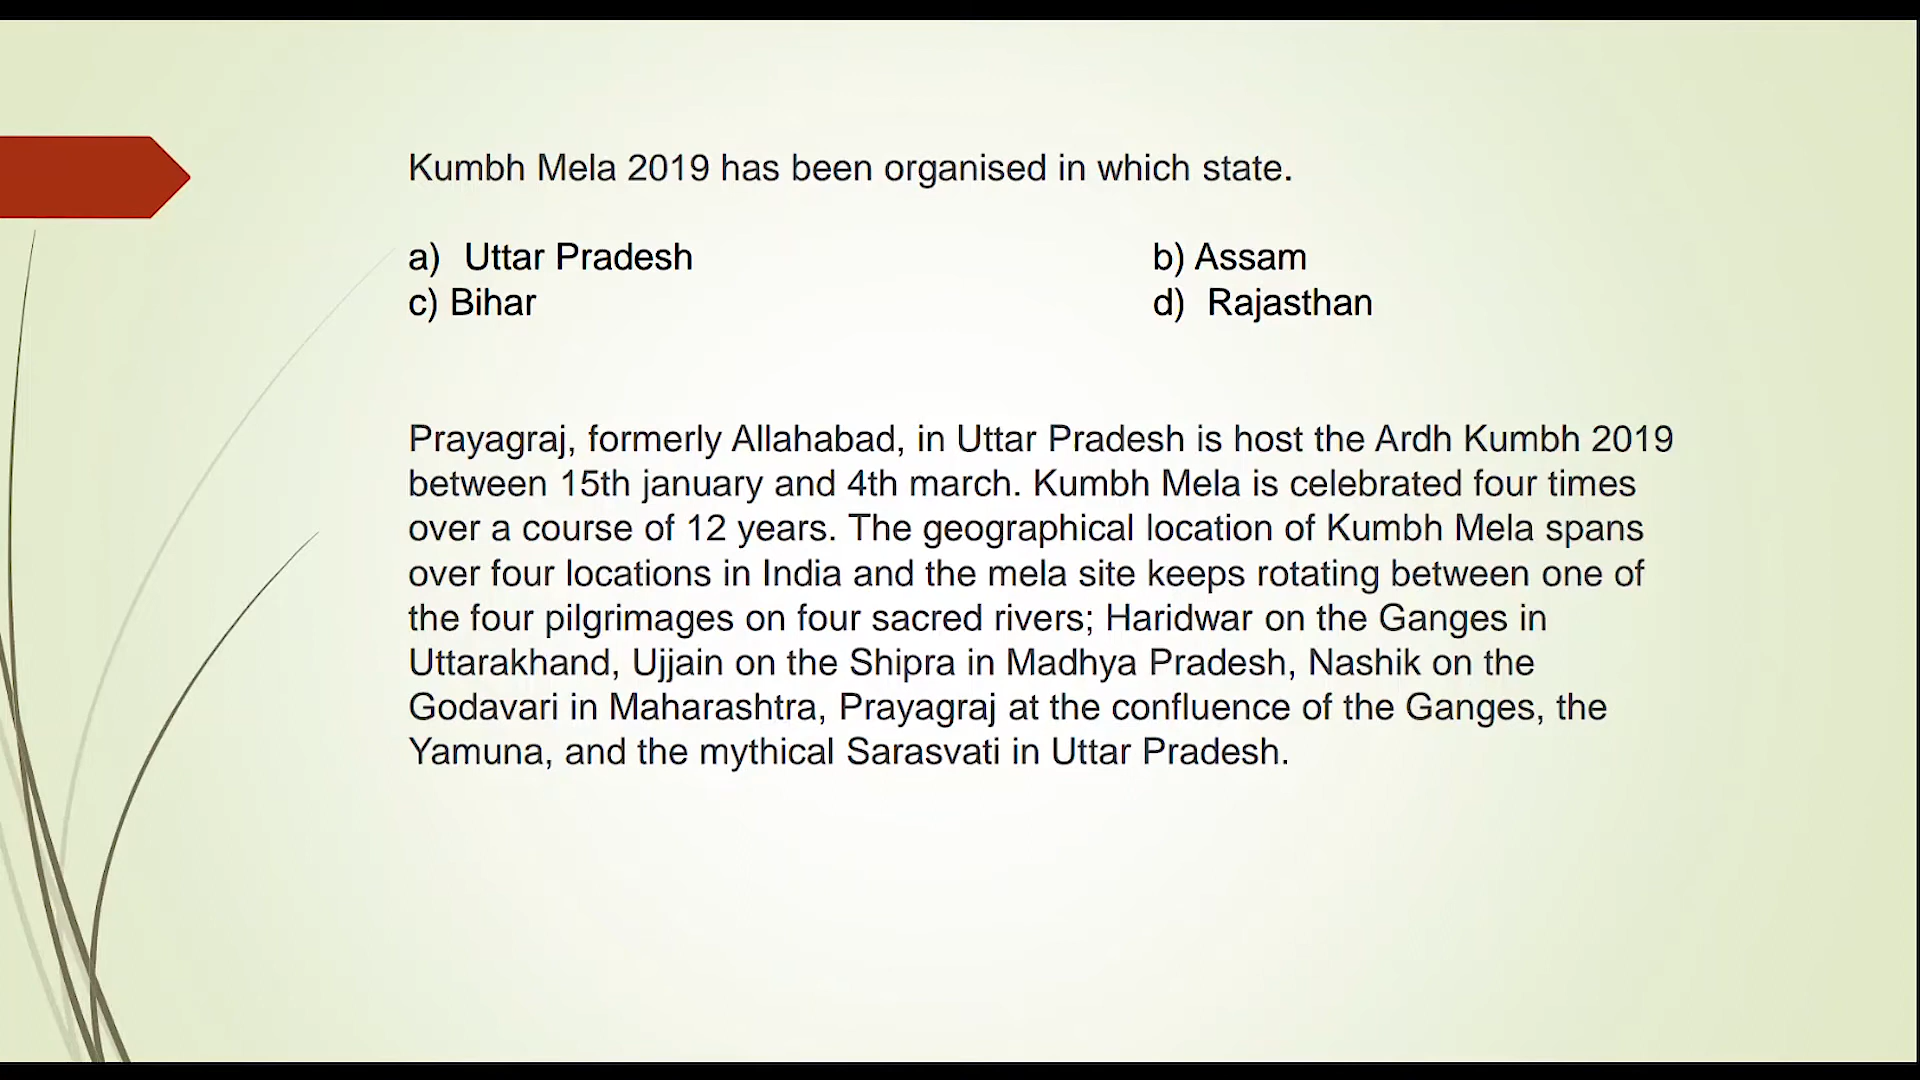 Kumbh Mela 2019 has been organised in which state.
a) Uttar Pradesh b) Assam
c) Bihar d) Rajasthan
Prayagraj, formerly Allahabad, in Uttar Pradesh is host the Ardh Kumbh 2019
between 15th january and 4th march. Kumbh Mela is celebrated four times
over a course of 12 years. The geographical location of Kumbh Mela spans
over four locations in India and the mela site keeps rotating between one of
the four pilgrimages on four sacred rivers; Haridwar on the Ganges in
Uttarakhand, Ujjain on the Shipra in Madhya Pradesh, Nashik on the
Godavari in Maharashtra, Prayagraj at the confluence of the Ganges, the
Yamuna, and the mythical Sarasvati in Uttar Pradesh.